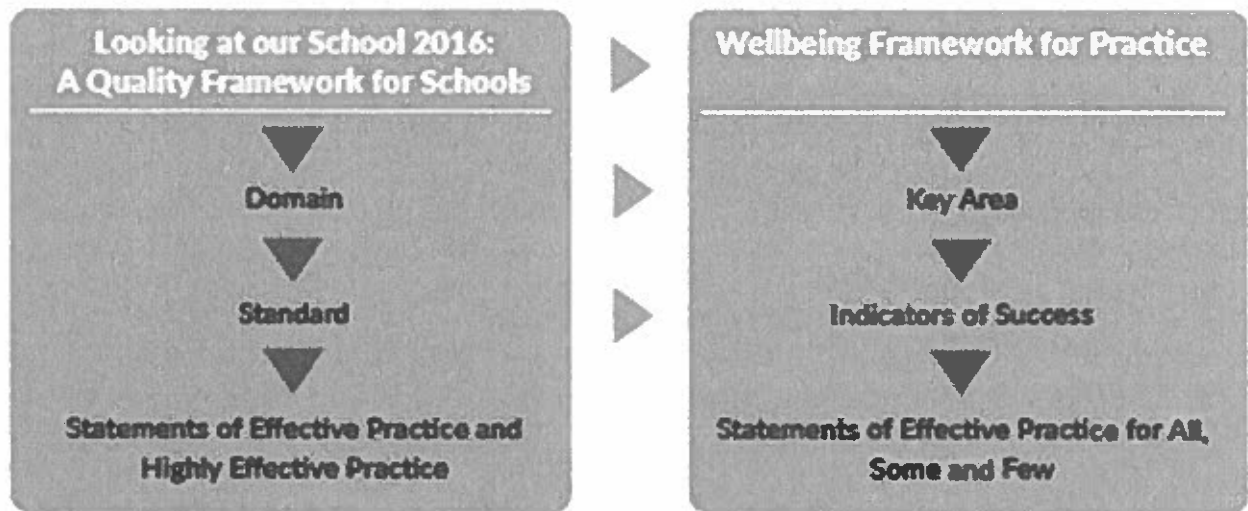 Looking at our School 2016:
A Quality Framework for Schools
Domain
Standard
Statements of Effective Practice and
Highly Effective Practice
Wellbeing Framework for Practice
Key Area
Indicators of Success
Statements of Effective Practice for All,
Some and Few